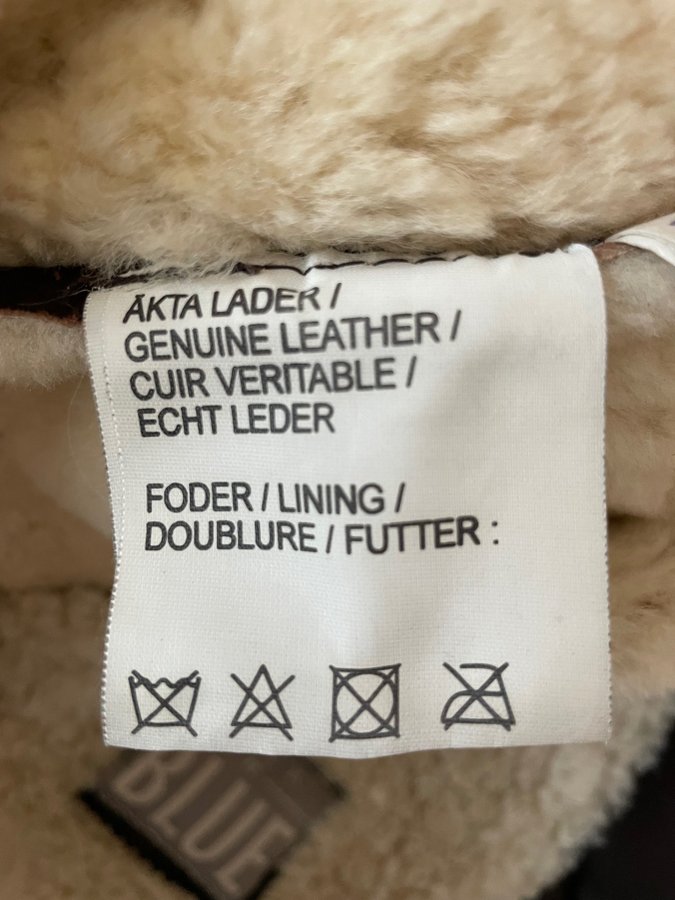 ÄKTA LADER /
GENUINE LEATHER /
CUIR VERITABLE /
ECHT LEDER
FODER / LINING /
DOUBLURE / FUTTER :
BLUE